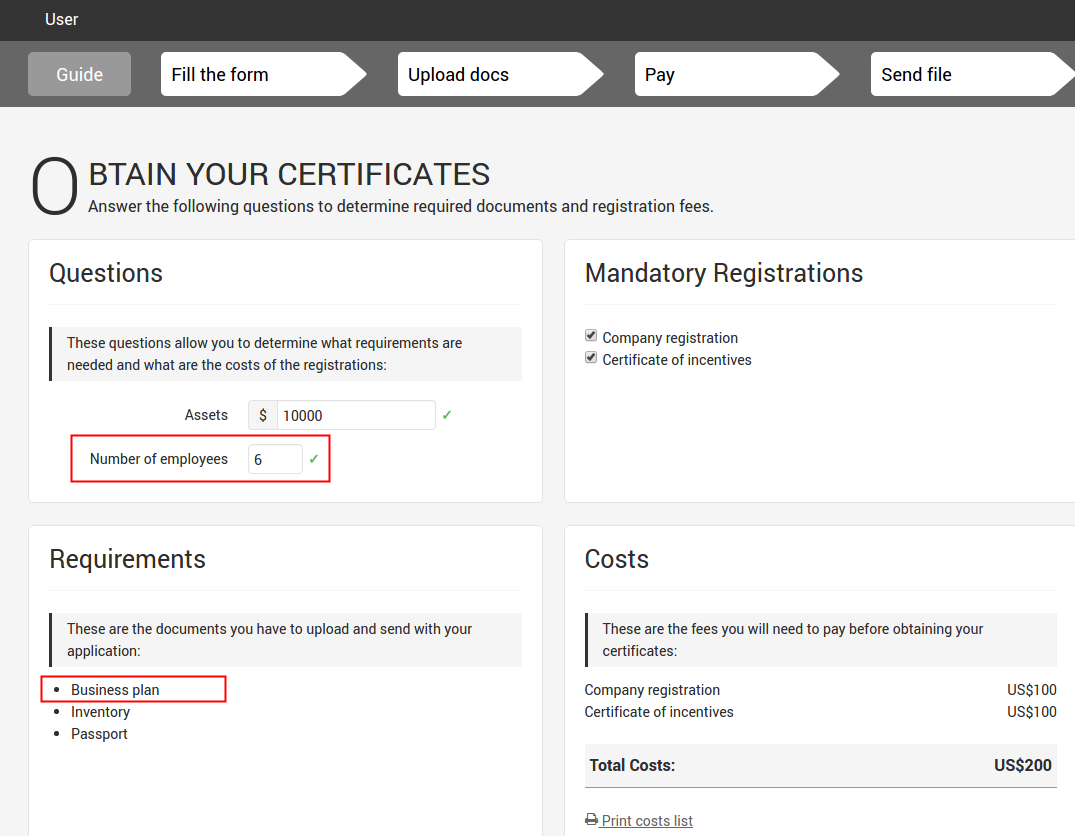 User
Guide
Fill the form
Upload docs
Pay
Send file
OBTAIN YOUR CERTIFICATES
Answer the following questions to determine required documents and registration fees.
Questions
These questions allow you to determine what requirements are
needed and what are the costs of the registrations:
Assets $ 10000 ✓
Number of employees 6 ✓
Mandatory Registrations
Company registration
Certificate of incentives
Requirements
These are the documents you have to upload and send with your
application:
• Business plan
• Inventory
• Passport
Costs
These are the fees you will need to pay before obtaining your
certificates:
Company registration US$100
Certificate of incentives US$100
Total Costs: US$200
Print costs list